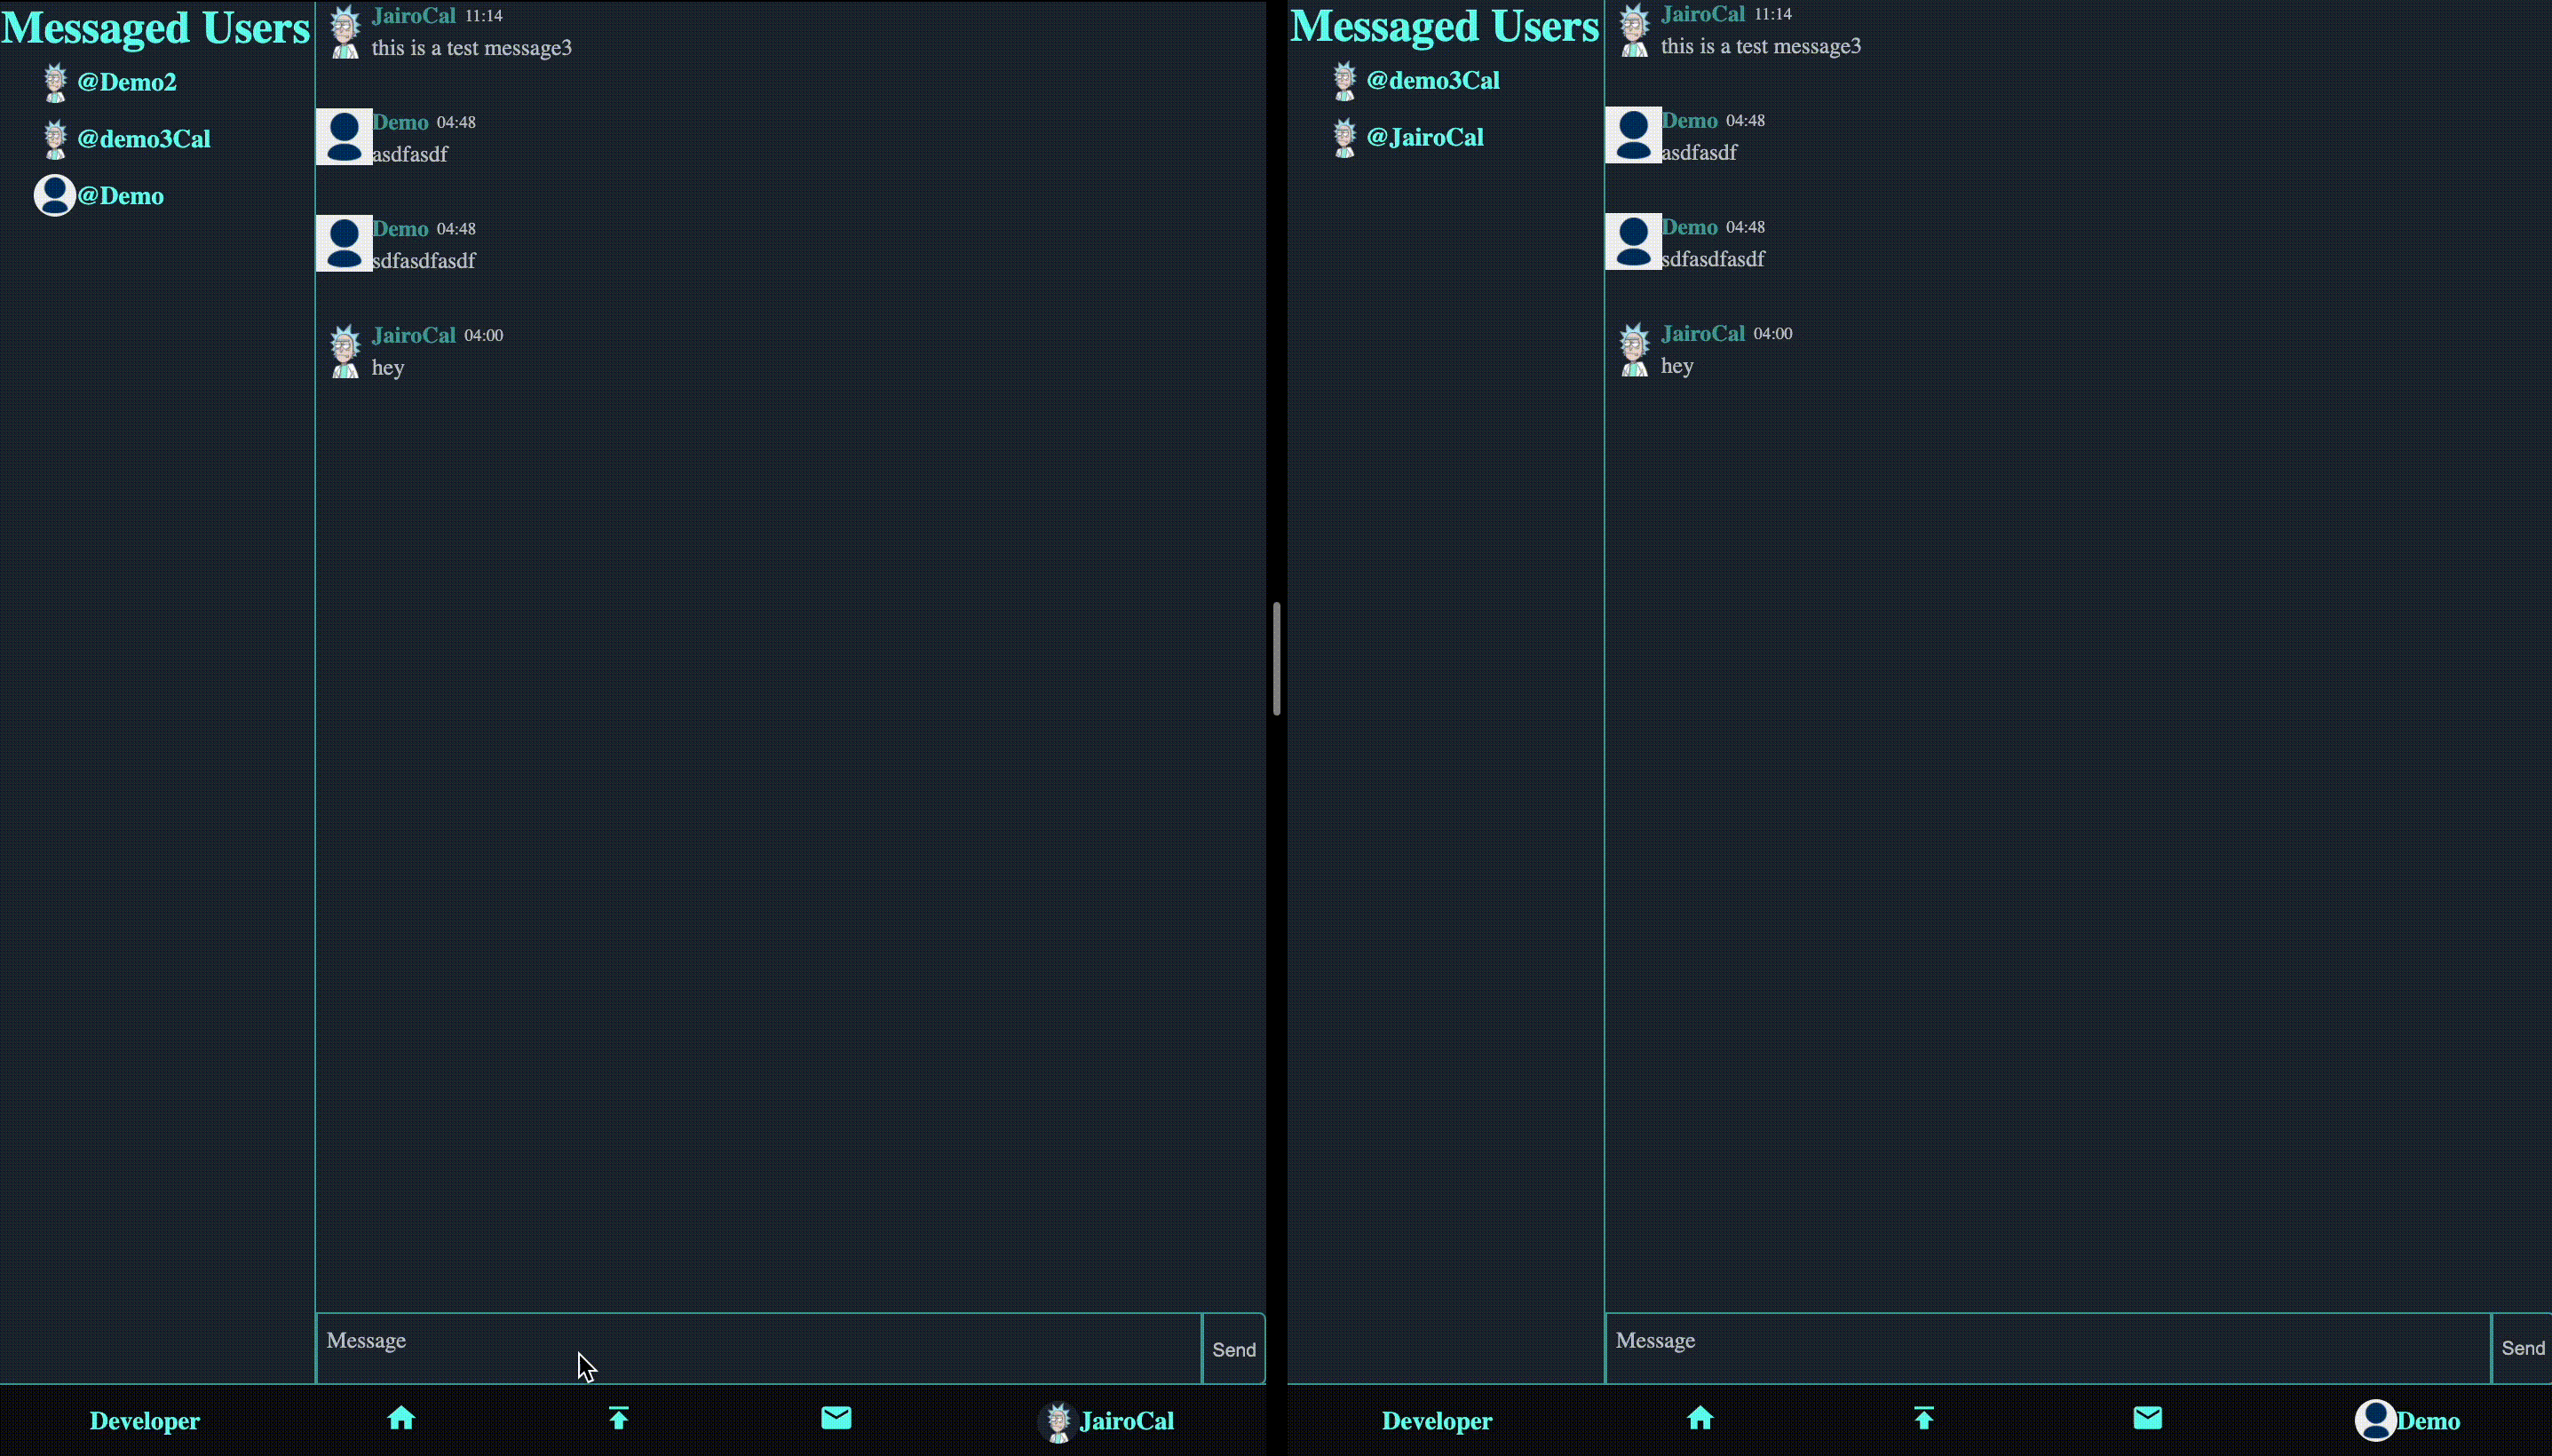 Messaged Users
@Demo2
@demo3Cal
@Demo
JairoCal 11:14
this is a test message3
Demo 04:48
asdfasdf
Demo 04:48
sdfasdfasdf
JairoCal 04:00
hey
Message
Send
Developer
JairoCal
Messaged Users
@demo3Cal
@JairoCal
JairoCal 11:14
this is a test message3
Demo 04:48
asdfasdf
Demo 04:48
sdfasdfasdf
JairoCal 04:00
hey
Message
Send
Developer
Demo